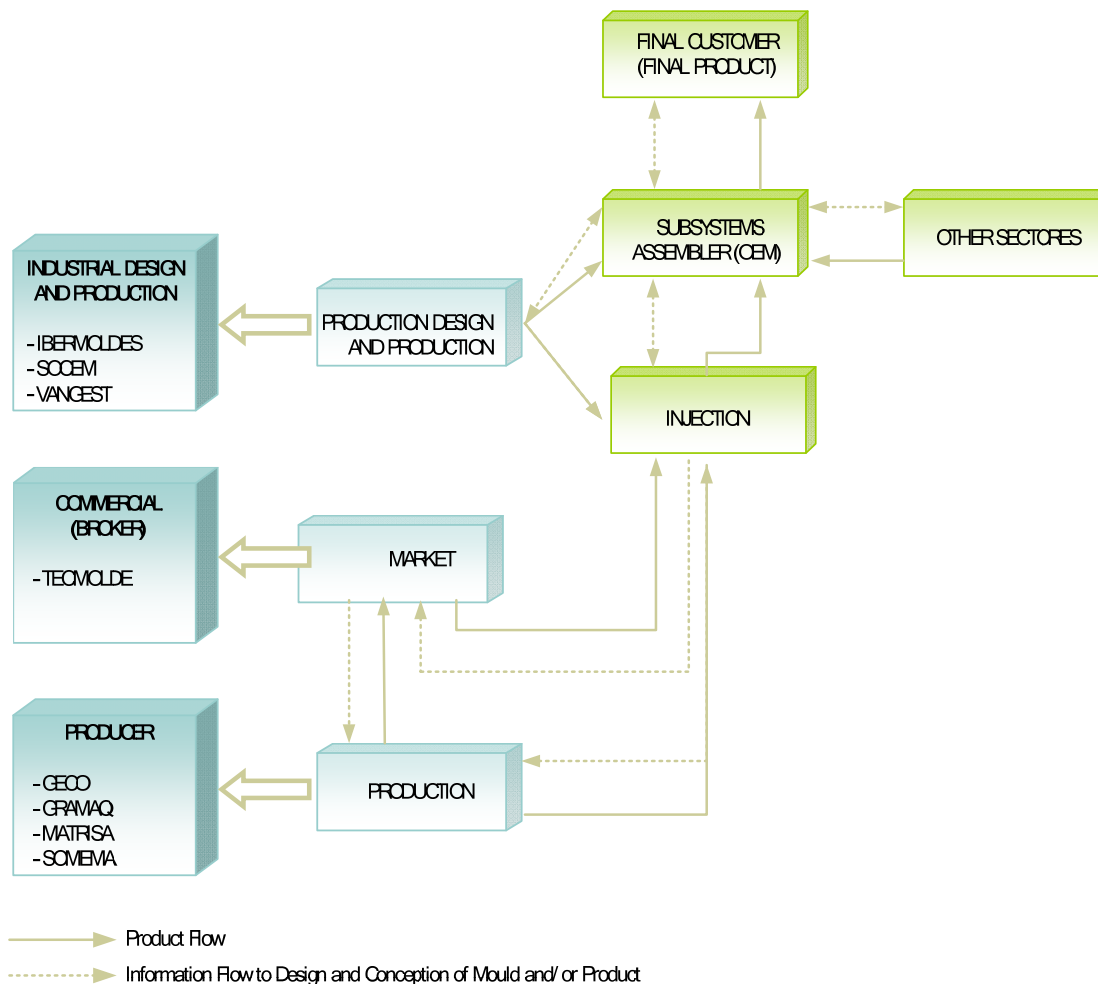 FINAL CUSTOMER
(FINAL PRODUCT)
SUBSYSTEMS
ASSEMBLER (OEM)
OTHER SECTORES
INDUSTRIAL DESIGN
AND PRODUCTION
- IBERMOLDES
- SOCEM
- VANGEST
PRODUCTION DESIGN
AND PRODUCTION
INJECTION
COMMERCIAL
(BROKER)
- TECMOLDE
MARKET
PRODUCER
- GECO
- GRAMAQ
- MATRISA
- SOMEMA
PRODUCTION
Product Flow
Information Flow to Design and Conception of Mould and/ or Product